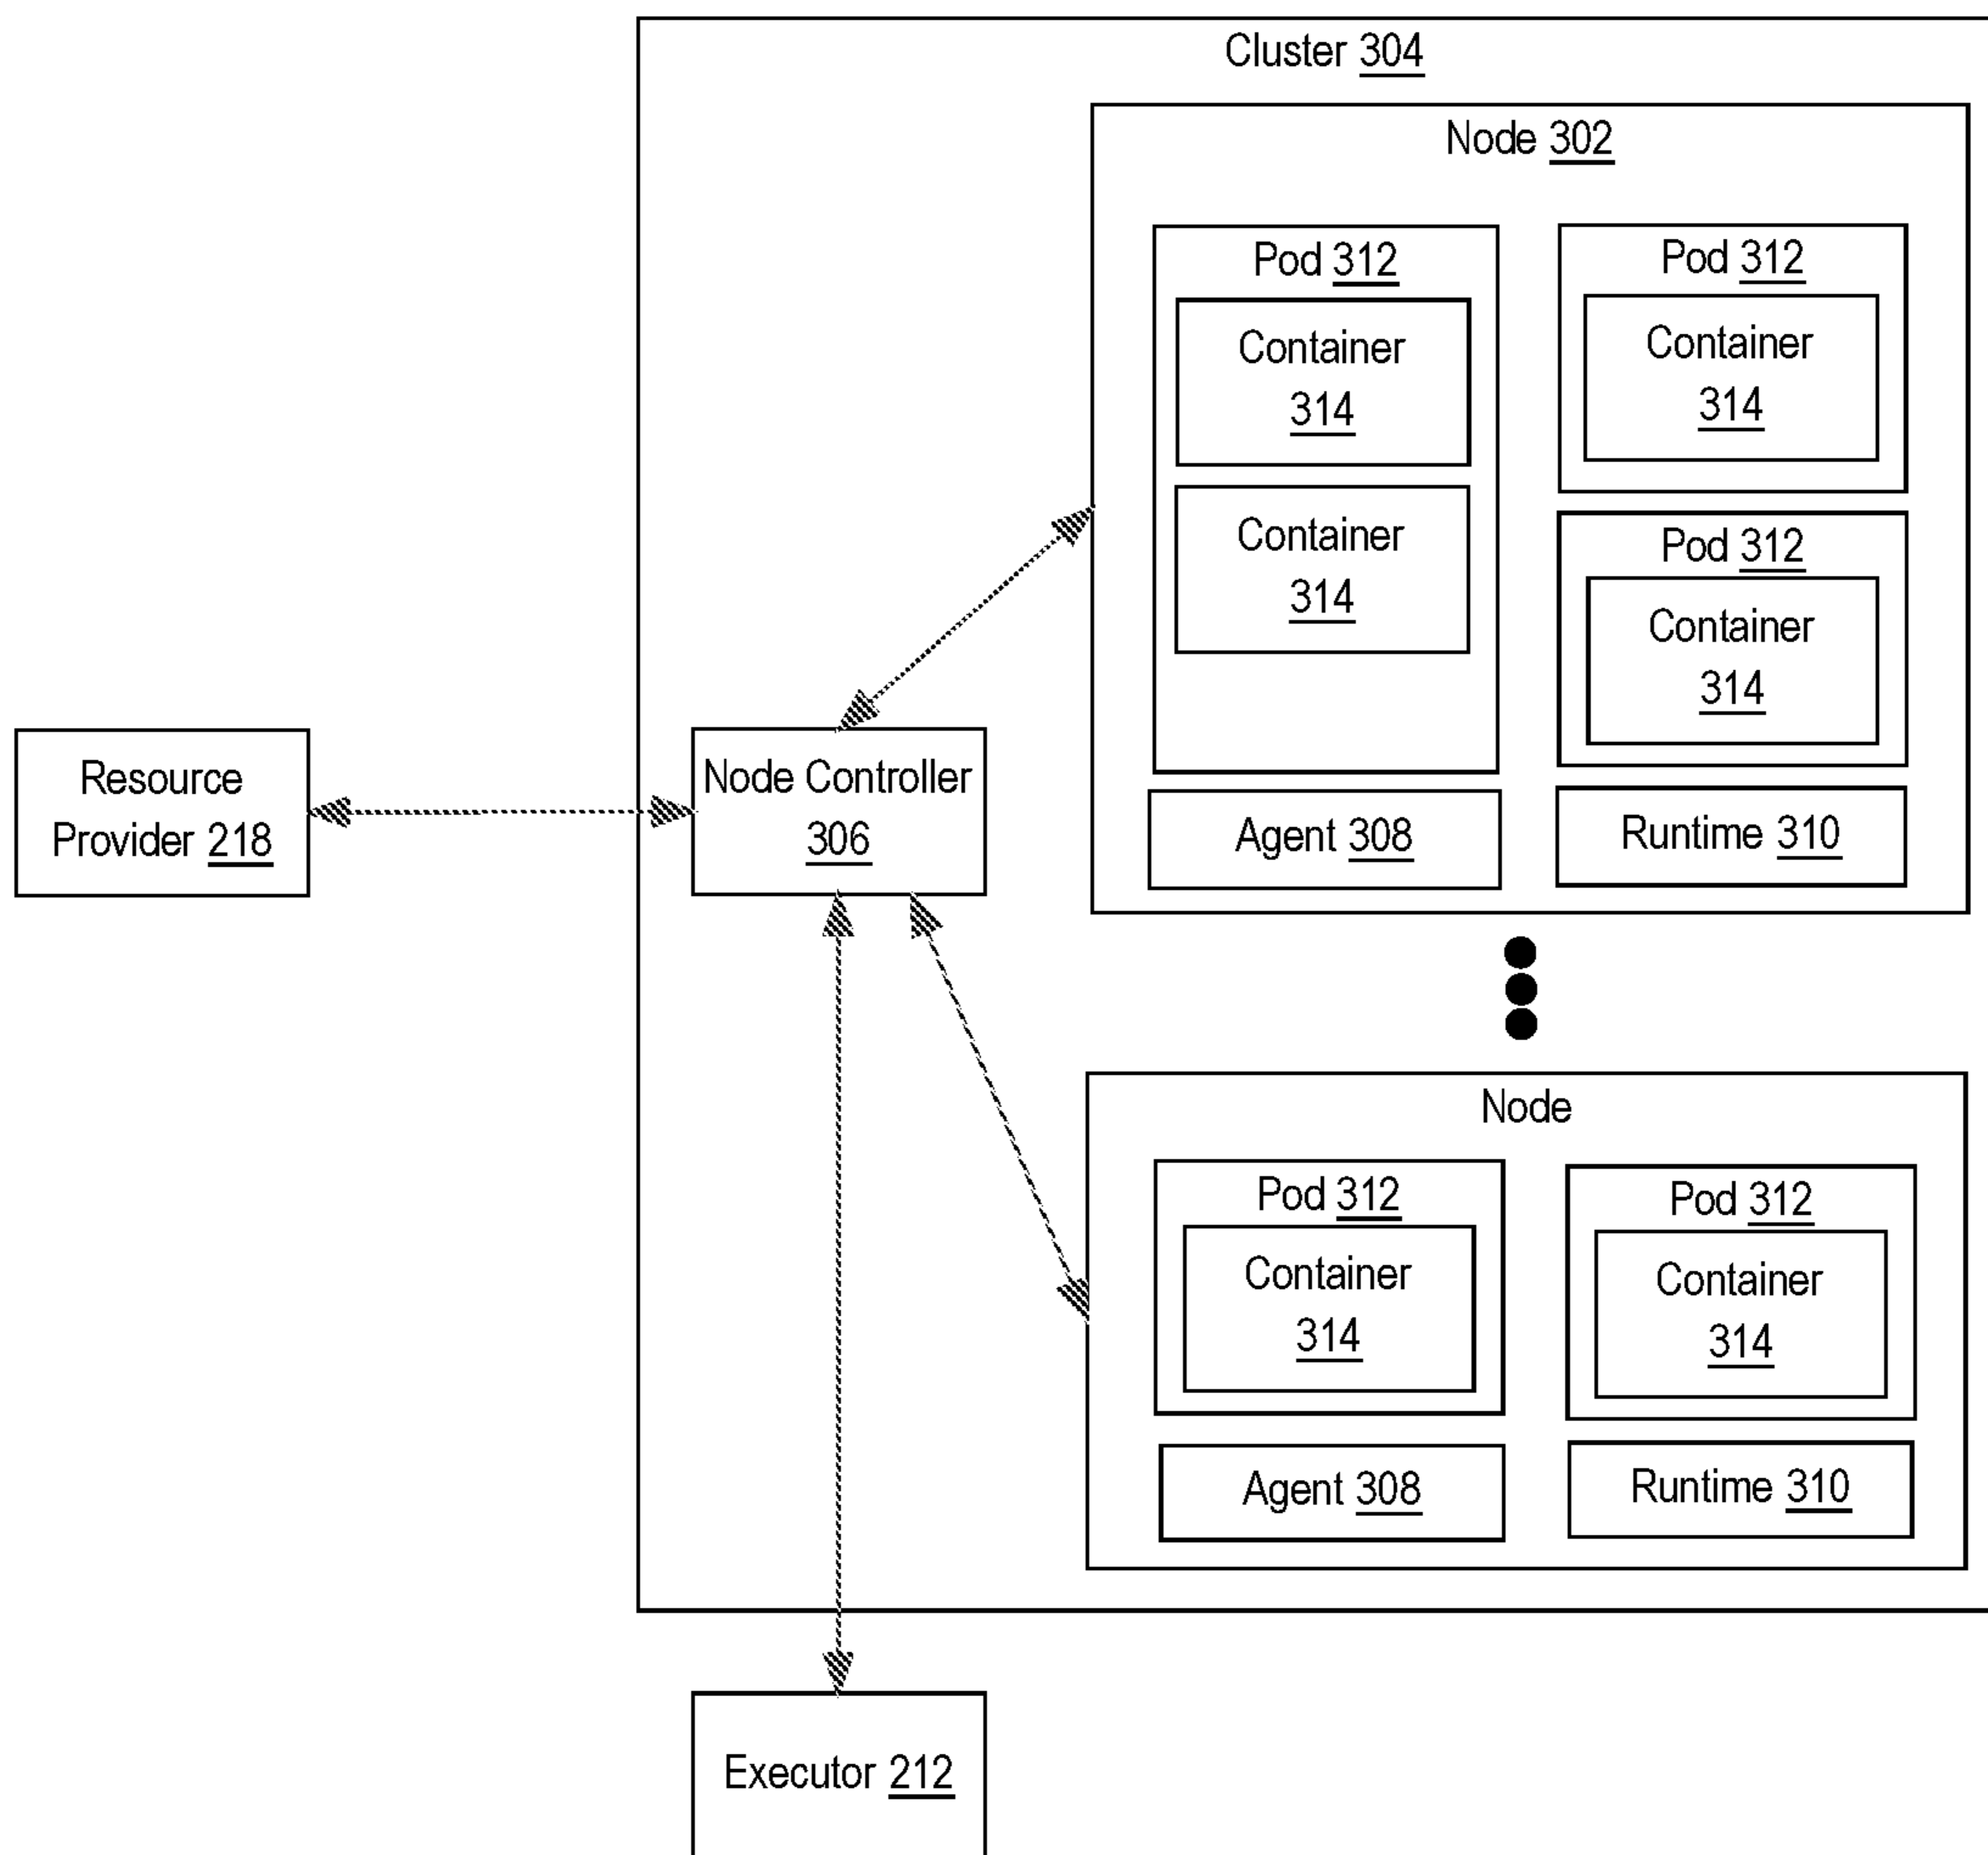 Cluster 304
Node 302
Pod 312
Container
314
Container
314
Pod 312
Container
314
Pod 312
Container
314
Agent 308
Runtime 310
Resource
Provider 218
Node Controller
306
Node
Pod 312
Container
314
Pod 312
Container
314
Agent 308
Runtime 310
Executor 212